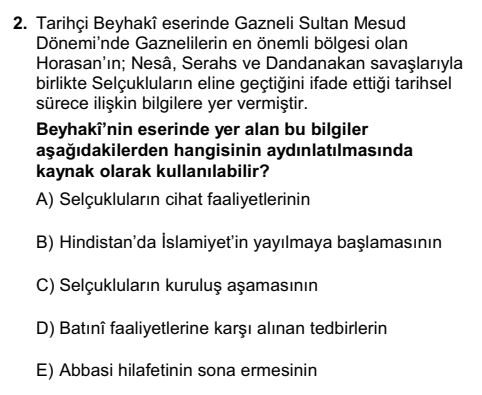 2. Tarihçi Beyhakî eserinde Gazneli Sultan Mesud
Dönemi’nde Gaznelilerin en önemli bölgesi olan
Horasan’ın; Nesâ, Serahs ve Dandanakan savaşlarıyla
birlikte Selçukluların eline geçtiğini ifade ettiği tarihsel
sürece ilişkin bilgilere yer vermiştir.
Beyhakî’nin eserinde yer alan bu bilgiler
aşağıdakilerden hangisinin aydınlatılmasında
kaynak olarak kullanılabilir?
A) Selçukluların cihat faaliyetlerinin
B) Hindistan’da İslamiyet’in yayılmaya başlamasının
C) Selçukluların kuruluş aşamasının
D) Batınî faaliyetlerine karşı alınan tedbirlerin
E) Abbasi hilafetinin sona ermesinin